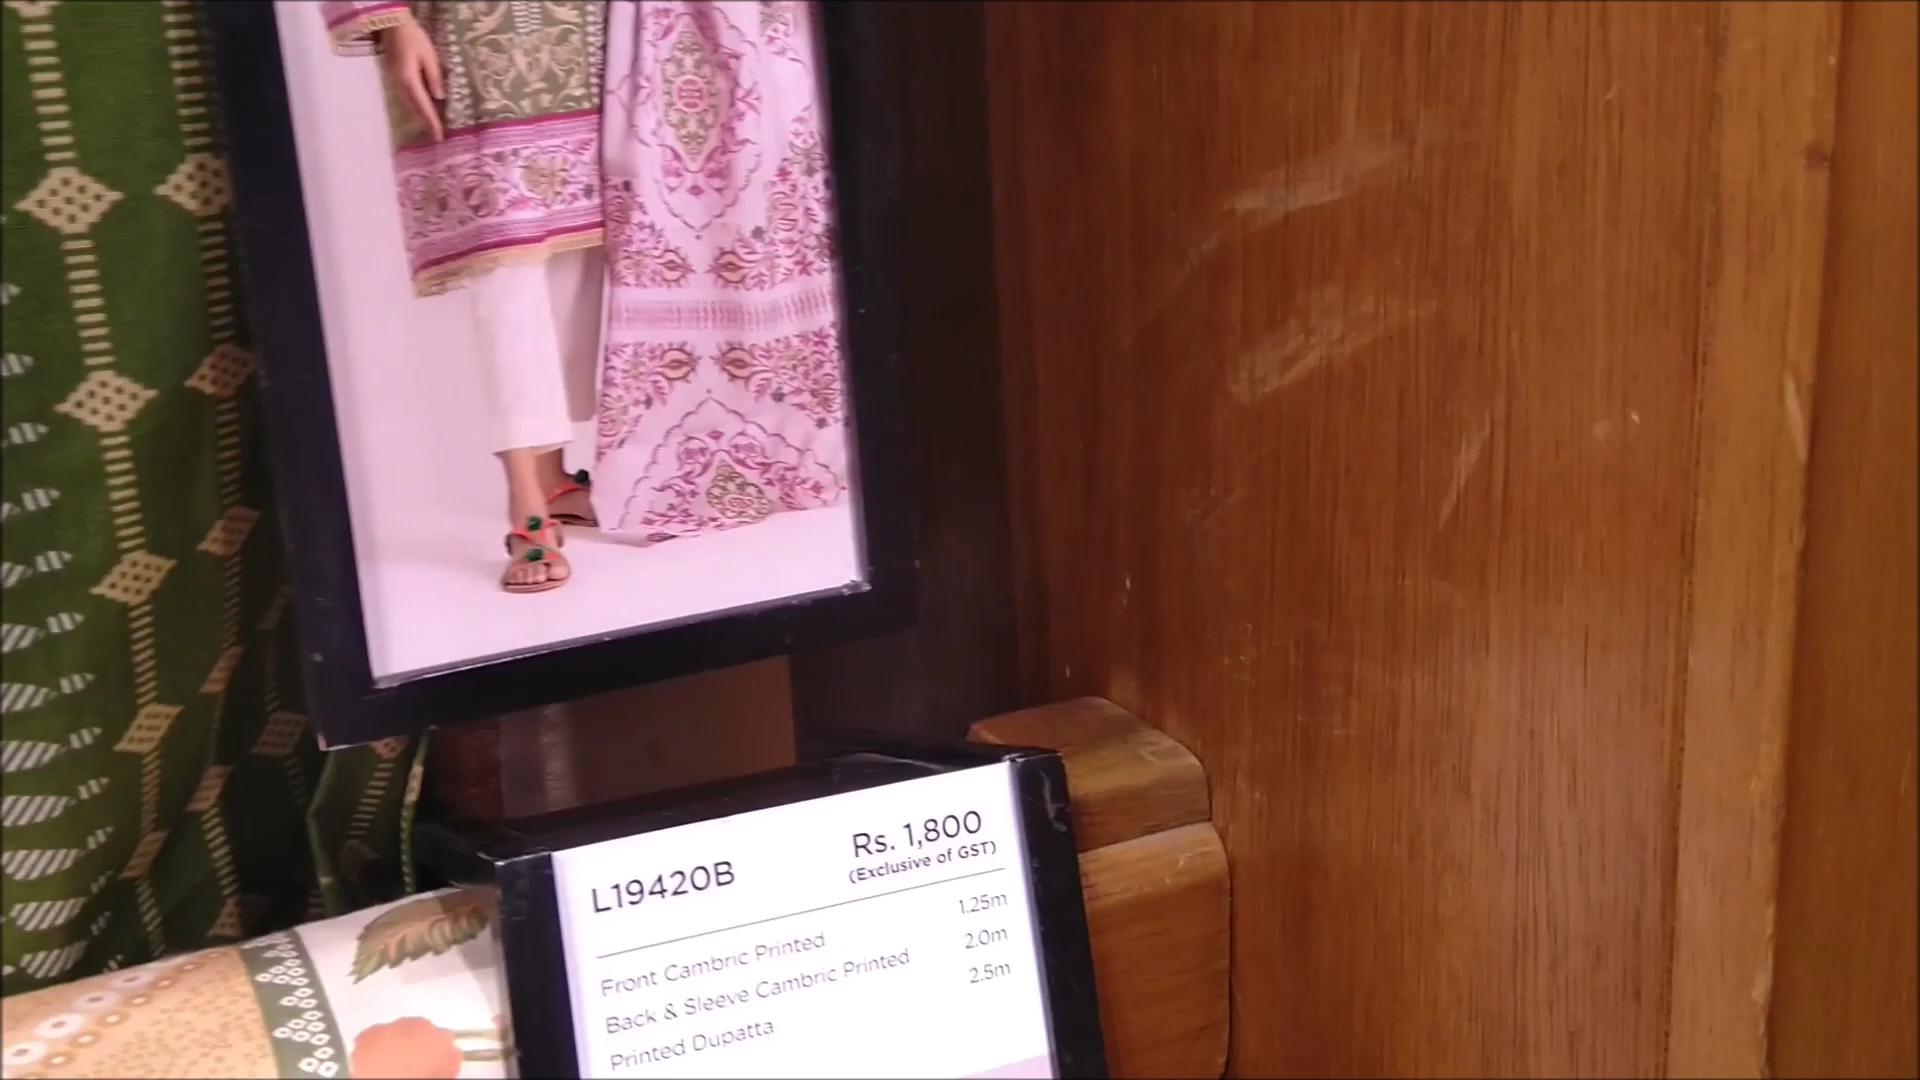 L19420B
Rs. 1,800
(Exclusive of GST)
Front Cambric Printed 1.25m
Back & Sleeve Cambric Printed 2.0m
Printed Dupatta 2.5m